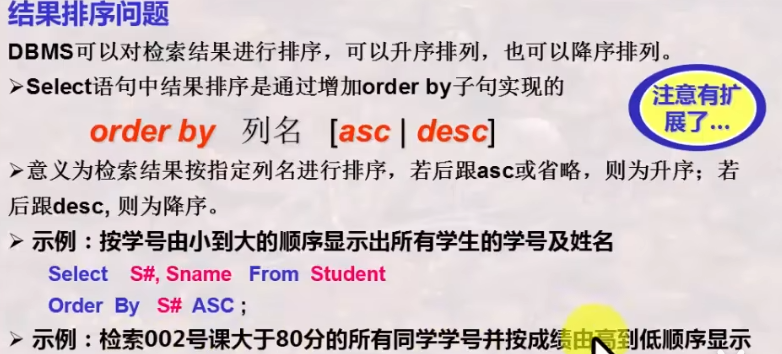 结果排序问题
DBMS可以对检索结果进行排序，可以升序排列，也可以降序排列。
➢Select语句中结果排序是通过增加order by子句实现的
注意有扩
展了...
order by 列名 [asc | desc]
➢意义为检索结果按指定列名进行排序，若后跟asc或省略，则为升序；若
后跟desc, 则为降序。
➢ 示例：按学号由小到大的顺序显示出所有学生的学号及姓名
Select S#, Sname From Student
Order By S# ASC ;
➢ 示例：检索002号课大于80分的所有同学学号并按成绩由高到低顺序显示